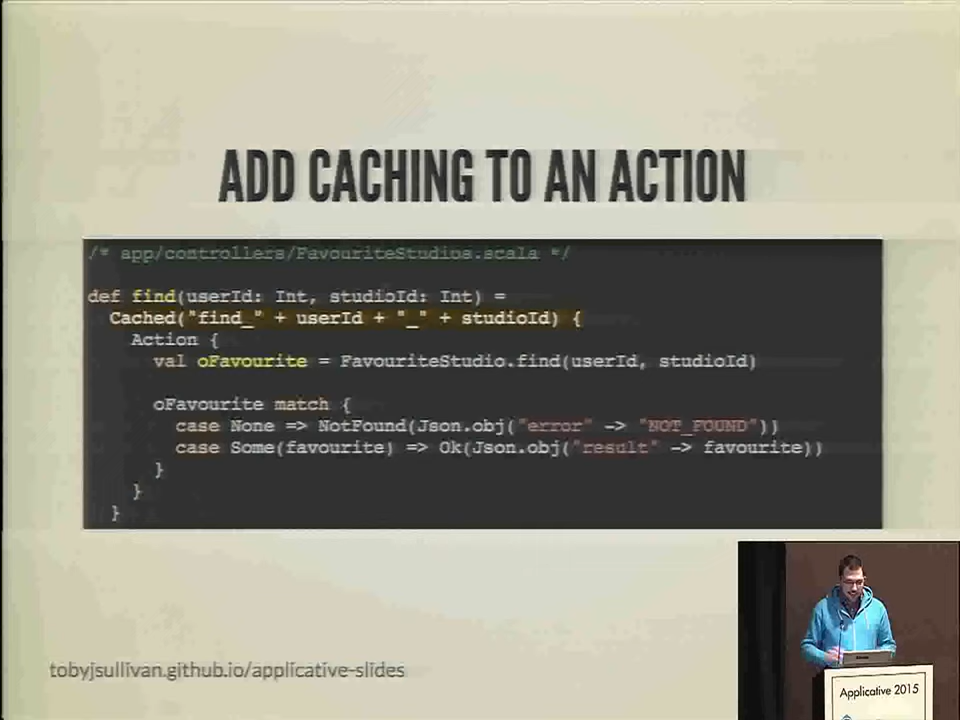 ADD CACHING TO AN ACTION
/* app/controllers/FavouriteStudios.scala */
def find(userId: Int, studioId: Int) =
Cached("find_" + userId + "_" + studioId) {
Action {
val oFavourite = FavouriteStudio.find(userId, studioId)
oFavourite match {
case None => NotFound(Json.obj("error" -> "NOT_FOUND"))
case Some(favourite) => Ok(Json.obj("result" -> favourite))
}
}
}
tobyjsullivan.github.io/applicative-slides
Applicative 2015